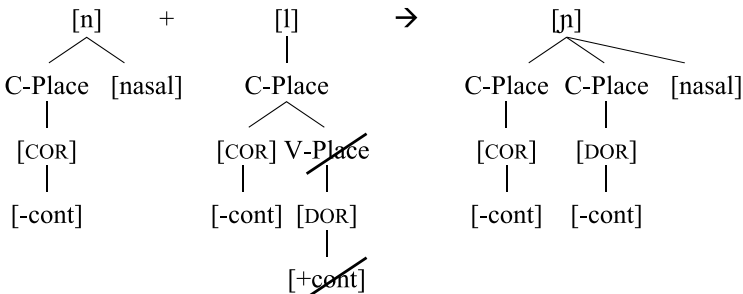 [n] + [l] → [ɲ]
C-Place [nasal] C-Place C-Place C-Place [nasal]
[COR] [COR] V-Place [COR] [DOR]
[-cont] [-cont] [DOR] [-cont] [-cont]
[+cont]